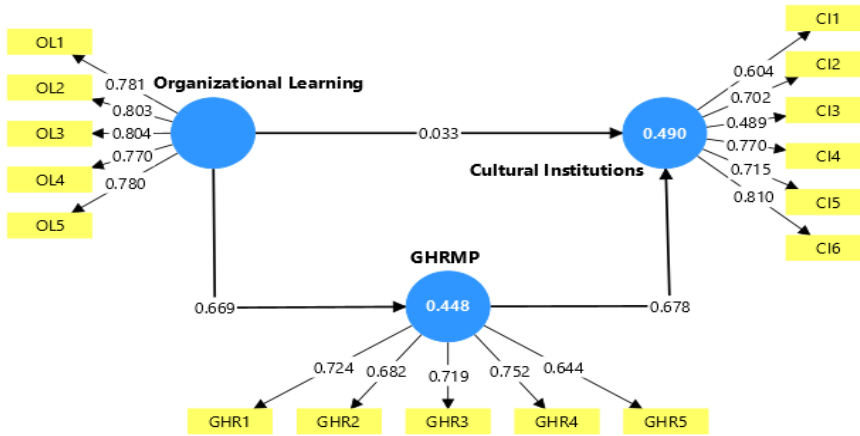 OL1
OL2
OL3
OL4
OL5
0.781
0.803
0.804
0.770
0.780
Organizational Learning
0.033
0.490
Cultural Institutions
0.604
0.702
0.489
0.770
0.715
0.810
CI1
CI2
CI3
CI4
CI5
CI6
0.669
GHRMP
0.448
0.678
0.724
0.682
0.719
0.752
0.644
GHR1
GHR2
GHR3
GHR4
GHR5